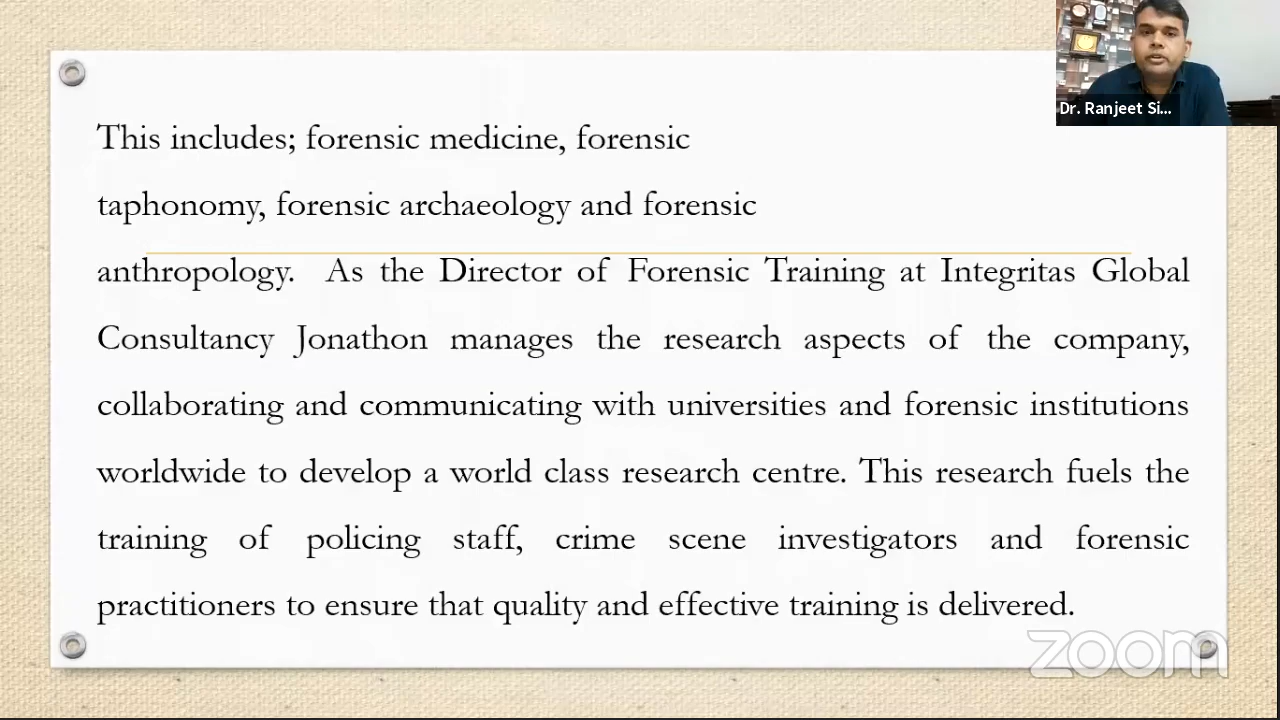 Dr. Ranjeet Si...
This includes; forensic medicine, forensic
taphonomy, forensic archaeology and forensic
anthropology. As the Director of Forensic Training at Integritas Global
Consultancy Jonathon manages the research aspects of the company,
collaborating and communicating with universities and forensic institutions
worldwide to develop a world class research centre. This research fuels the
training of policing staff, crime scene investigators and forensic
practitioners to ensure that quality and effective training is delivered.
zoom